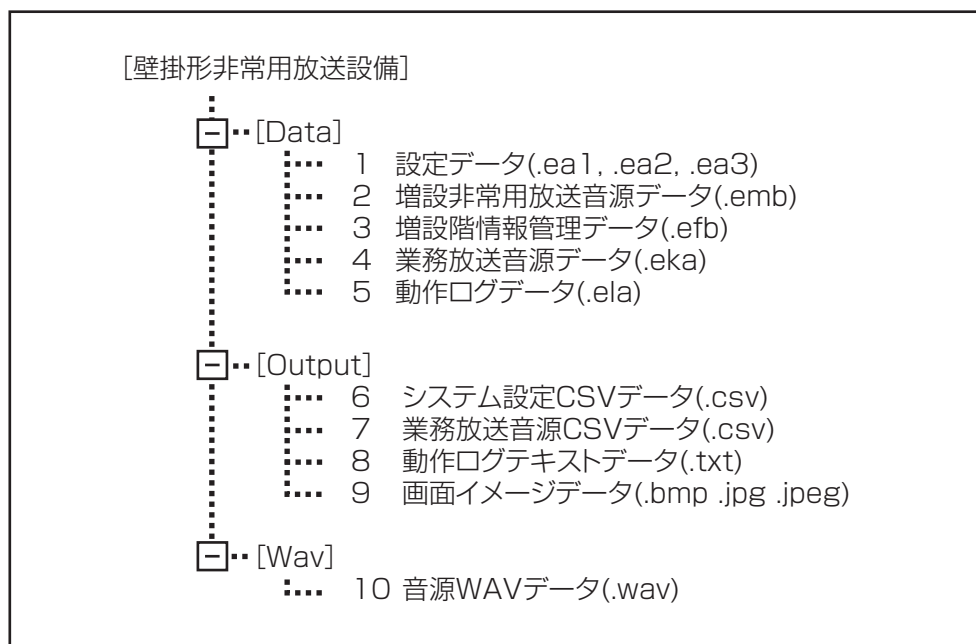 [壁掛形非常用放送設備]
[Data]
1 設定データ(.ea1, .ea2, .ea3)
2 増設非常用放送音源データ(.emb)
3 増設階情報管理データ(.efb)
4 業務放送音源データ(.eka)
5 動作ログデータ(.ela)
[Output]
6 システム設定CSVデータ(.csv)
7 業務放送音源CSVデータ(.csv)
8 動作ログテキストデータ(.txt)
9 画面イメージデータ(.bmp .jpg .jpeg)
[Wav]
10 音源WAVデータ(.wav)